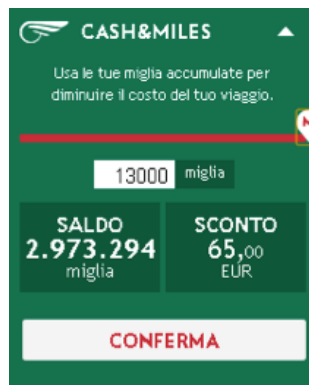 CASH&MILES
Usa le tue miglia accumulate per
diminuire il costo del tuo viaggio.
13000 miglia
SALDO
2.973.294
miglia
SCONTO
65,00
EUR
CONFERMA